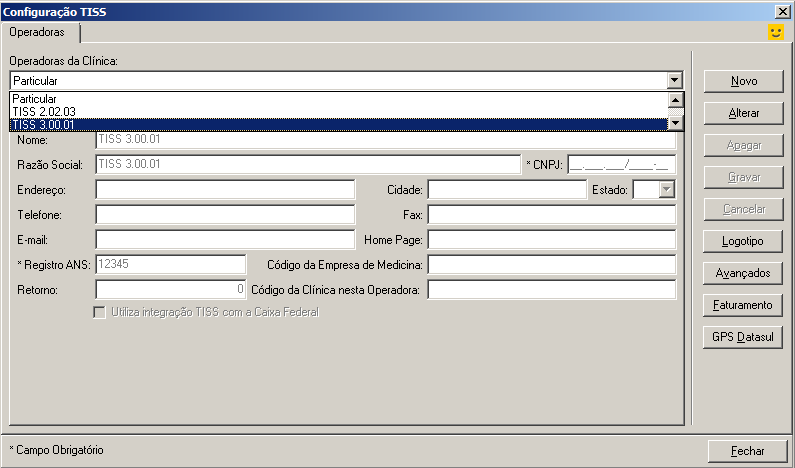 Configuração TISS
Operadoras
Operadoras da Clínica:
Particular
Particular
TISS 2.02.03
TISS 3.00.01
Nome: TISS 3.00.01
Razão Social: TISS 3.00.01 * CNPJ: __.___.___/____-__
Endereço: Cidade: Estado:
Telefone: Fax:
E-mail: Home Page:
* Registro ANS: 12345 Código da Empresa de Medicina:
Retorno: 0 Código da Clínica nesta Operadora:
Utiliza integração TISS com a Caixa Federal
Novo
Alterar
Apagar
Gravar
Cancelar
Logotipo
Avançados
Faturamento
GPS Datasul
* Campo Obrigatório
Fechar